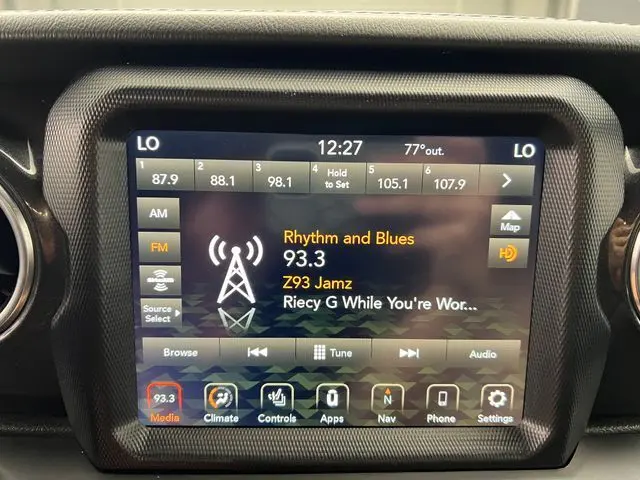 LO 12:27 77°out. LO
1 87.9 2 88.1 3 98.1 4 Hold to Set 5 105.1 6 107.9
AM
FM
Source Select
Map
HD
Rhythm and Blues
93.3
Z93 Jamz
Riecy G While You're Wor...
Browse Tune Audio
93.3 N
Media Climate Controls Apps Nav Phone Settings